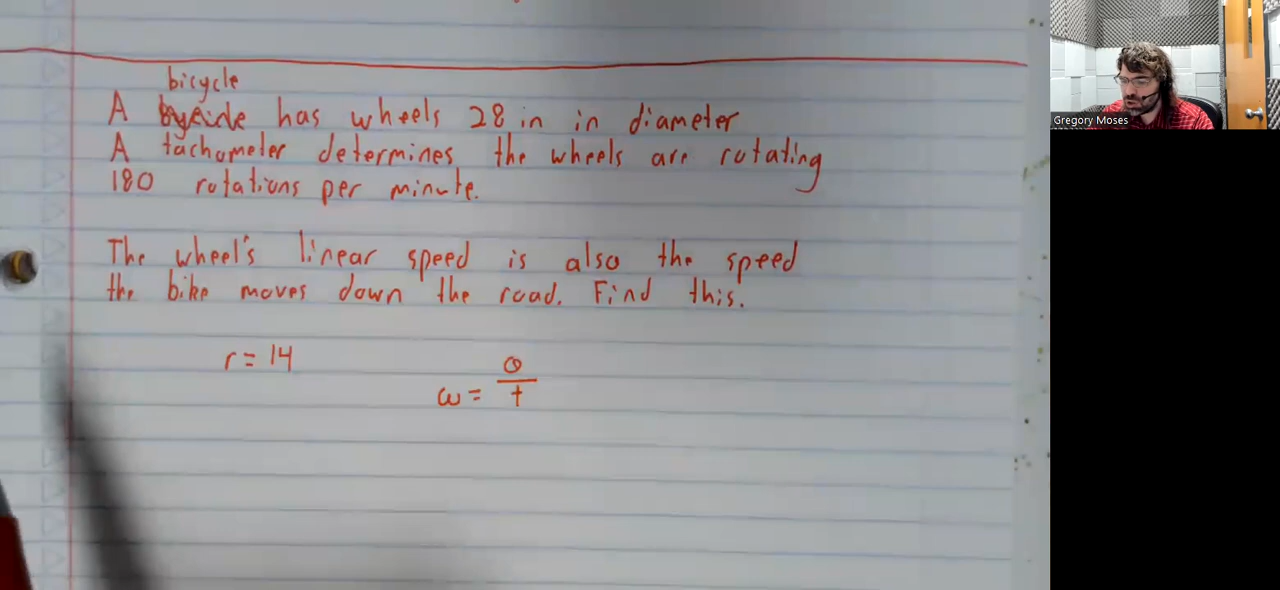 bicycle
A has wheels 28 in in diameter
A tachometer determines the wheels are rotating
180 rotations per minute.
The wheel's linear speed is also the speed
the bike moves down the road. Find this.
r = 14
ω = θ/t
Gregory Moses